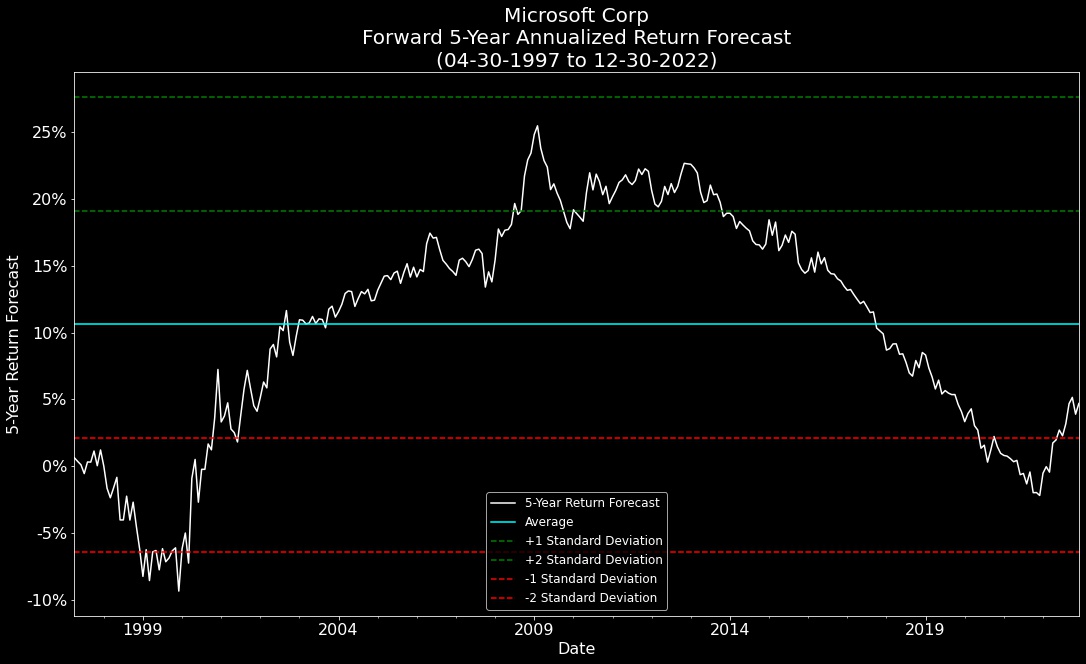 Microsoft Corp
Forward 5-Year Annualized Return Forecast
(04-30-1997 to 12-30-2022)
5-Year Return Forecast
25%
20%
15%
10%
5%
0%
-5%
-10%
5-Year Return Forecast
Average
+1 Standard Deviation
+2 Standard Deviation
-1 Standard Deviation
-2 Standard Deviation
1999 2004 2009 2014 2019
Date